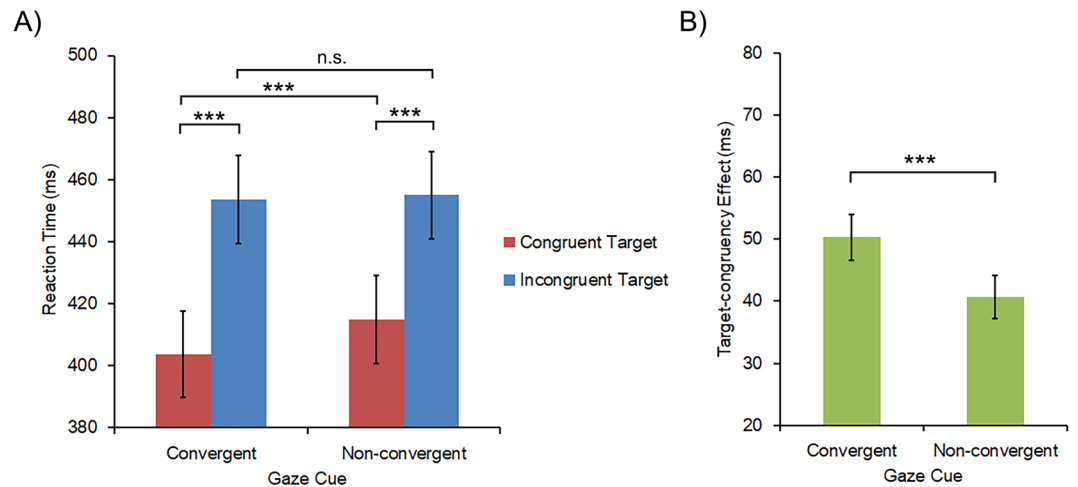 A)
500
480
460
440
420
400
380
Reaction Time (ms)
n.s.
***
***
***
Convergent
Non-convergent
Gaze Cue
Congruent Target
Incongruent Target
B)
80
70
60
50
40
30
20
Target-congruency Effect (ms)
***
Convergent
Non-convergent
Gaze Cue